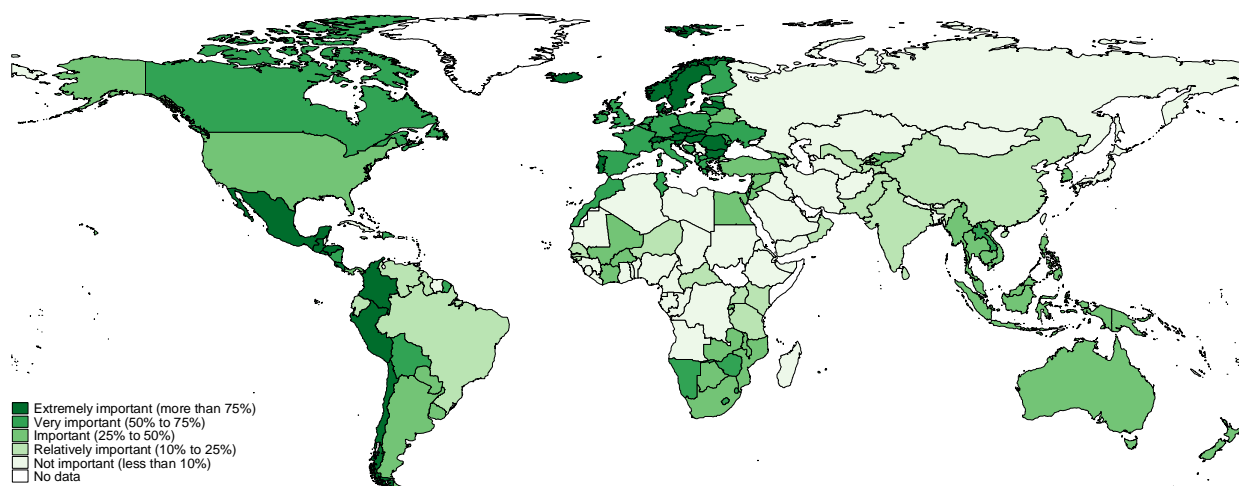 Extremely important (more than 75%)
Very important (50% to 75%)
Important (25% to 50%)
Relatively important (10% to 25%)
Not important (less than 10%)
No data